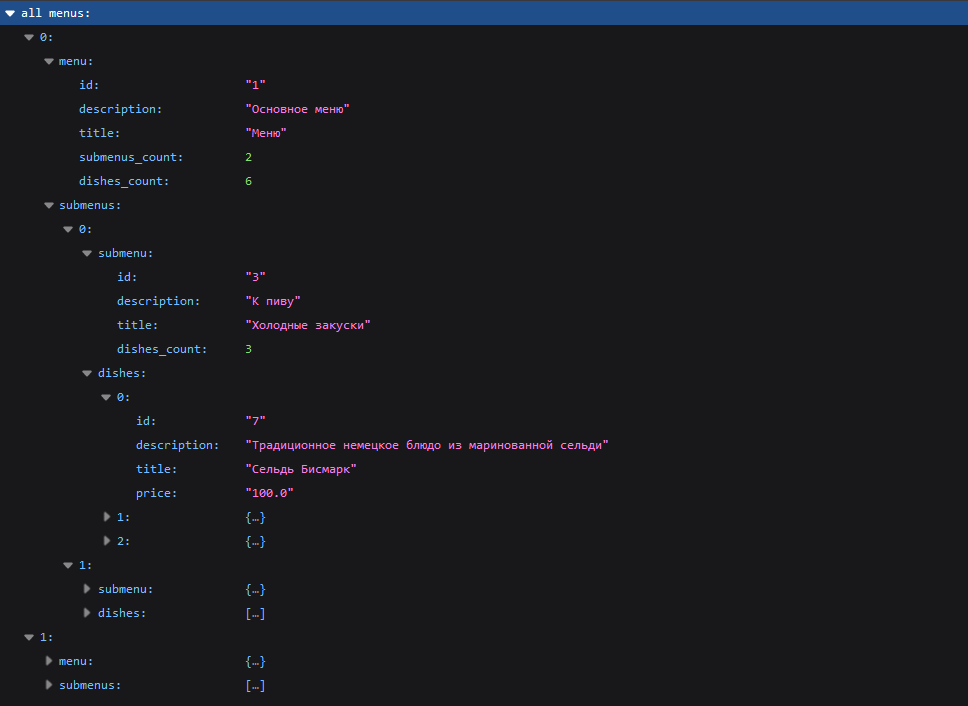 all menus:
0:
menu:
id: "1"
description: "Основное меню"
title: "Меню"
submenus_count: 2
dishes_count: 6
submenus:
0:
submenu:
id: "3"
description: "К пиву"
title: "Холодные закуски"
dishes_count: 3
dishes:
0:
id: "7"
description: "Традиционное немецкое блюдо из маринованной сельди"
title: "Сельдь Бисмарк"
price: "100.0"
1: {…}
2: {…}
1:
submenu: {…}
dishes: […]
1:
menu: {…}
submenus: […]